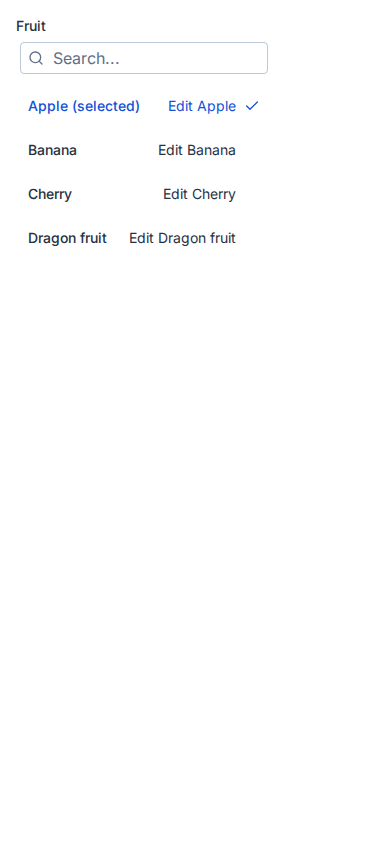 Fruit
Search...
Apple (selected) Edit Apple
Banana Edit Banana
Cherry Edit Cherry
Dragon fruit Edit Dragon fruit